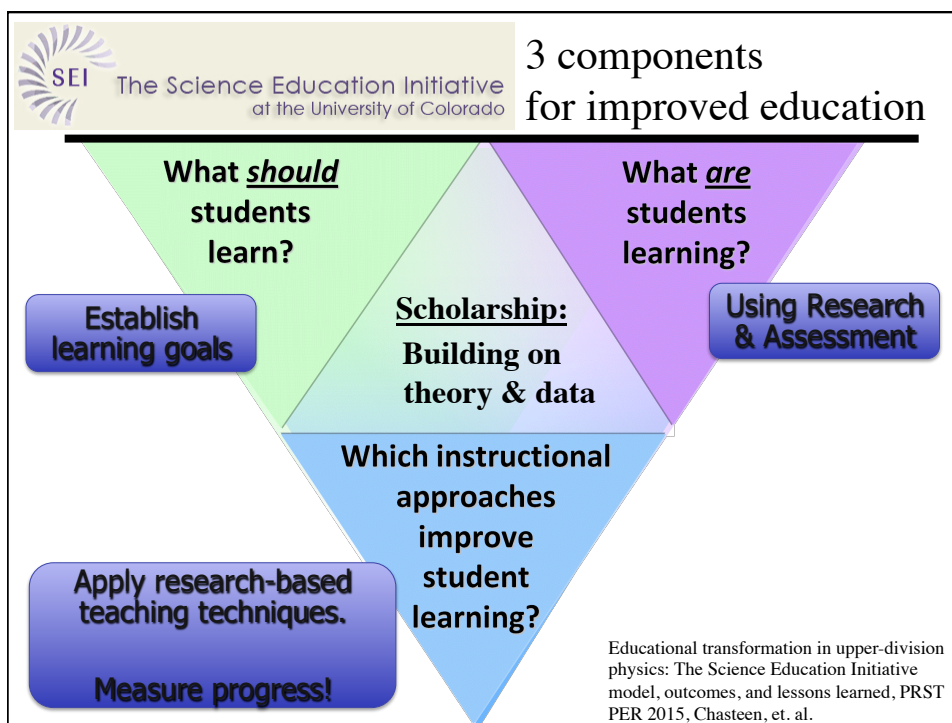 SEI
The Science Education Initiative
at the University of Colorado
3 components
for improved education
What should
students
learn?
What are
students
learning?
Establish
learning goals
Scholarship:
Building on
theory & data
Using Research
& Assessment
Which instructional
approaches
improve
student
learning?
Apply research-based
teaching techniques.
Measure progress!
Educational transformation in upper-division
physics: The Science Education Initiative
model, outcomes, and lessons learned, PRST
PER 2015, Chasteen, et. al.